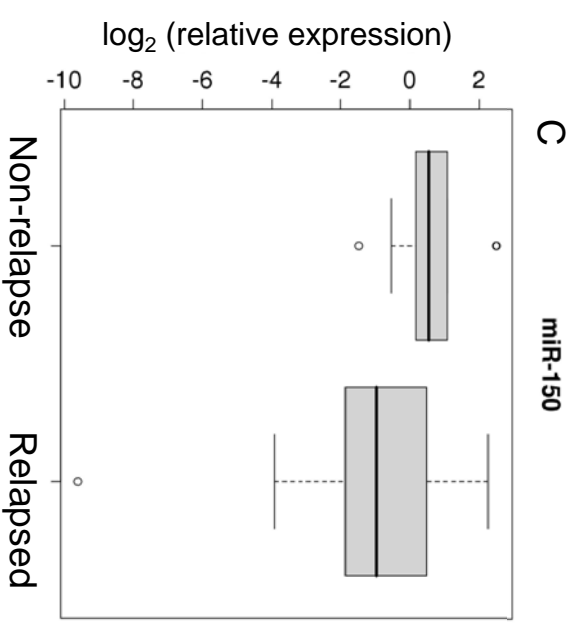 C
miR-150
log₂ (relative expression)
-10 -8 -6 -4 -2 0 2
Non-relapse
Relapsed